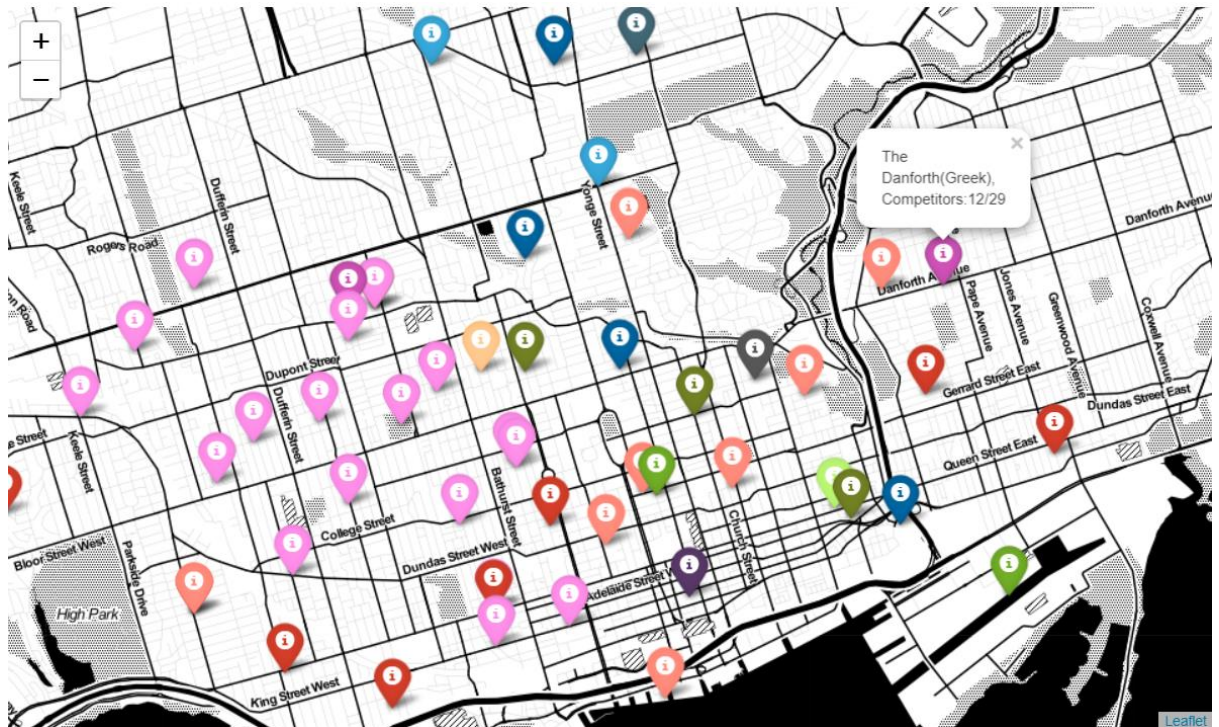 +
−
The
Danforth(Greek),
Competitors:12/29
×
Keele Street
Dufferin Street
Rogers Road
Yonge Street
Danforth Avenue
Danforth Avenue
Pape Avenue
Jones Avenue
Greenwood Avenue
Coxwell Avenue
Road
Dupont Street
Dufferin Street
Gerrard Street East
Dundas Street East
Queen Street East
Street
Keele Street
Bathurst Street
College Street
Church Street
Bloor Street West
Parkside Drive
Dundas Street West
Adelaide Street W
High Park
King Street West
Leaflet